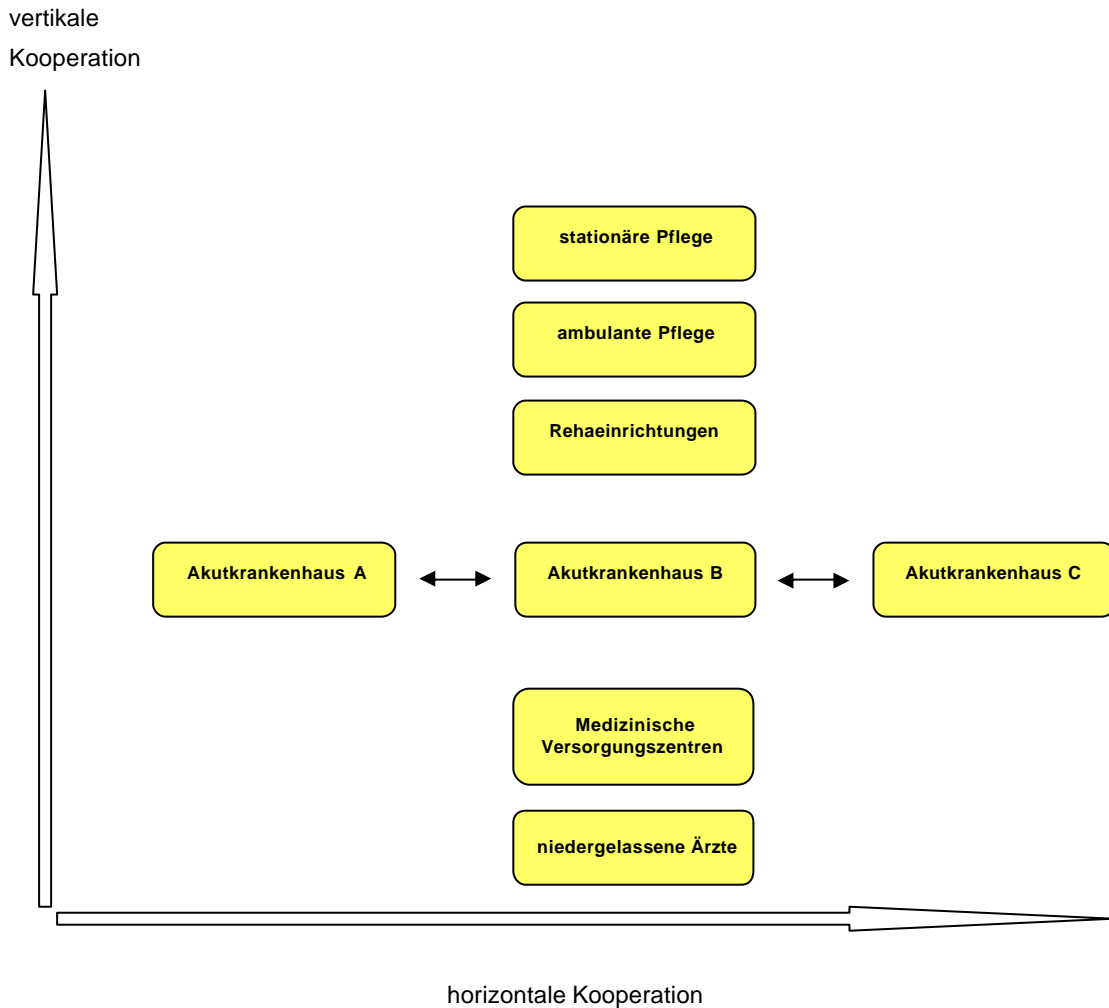 vertikale
Kooperation
stationäre Pflege
ambulante Pflege
Rehaeinrichtungen
Akutkrankenhaus A
Akutkrankenhaus B
Akutkrankenhaus C
Medizinische
Versorgungszentren
niedergelassene Ärzte
horizontale Kooperation